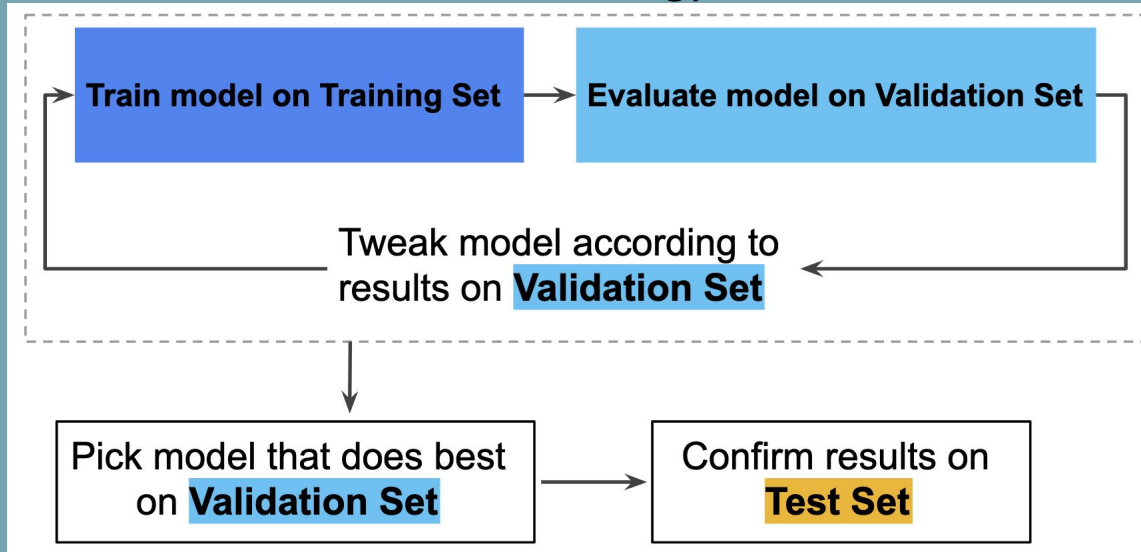 Train model on Training Set
Evaluate model on Validation Set
Tweak model according to
results on Validation Set
Pick model that does best
on Validation Set
Confirm results on
Test Set